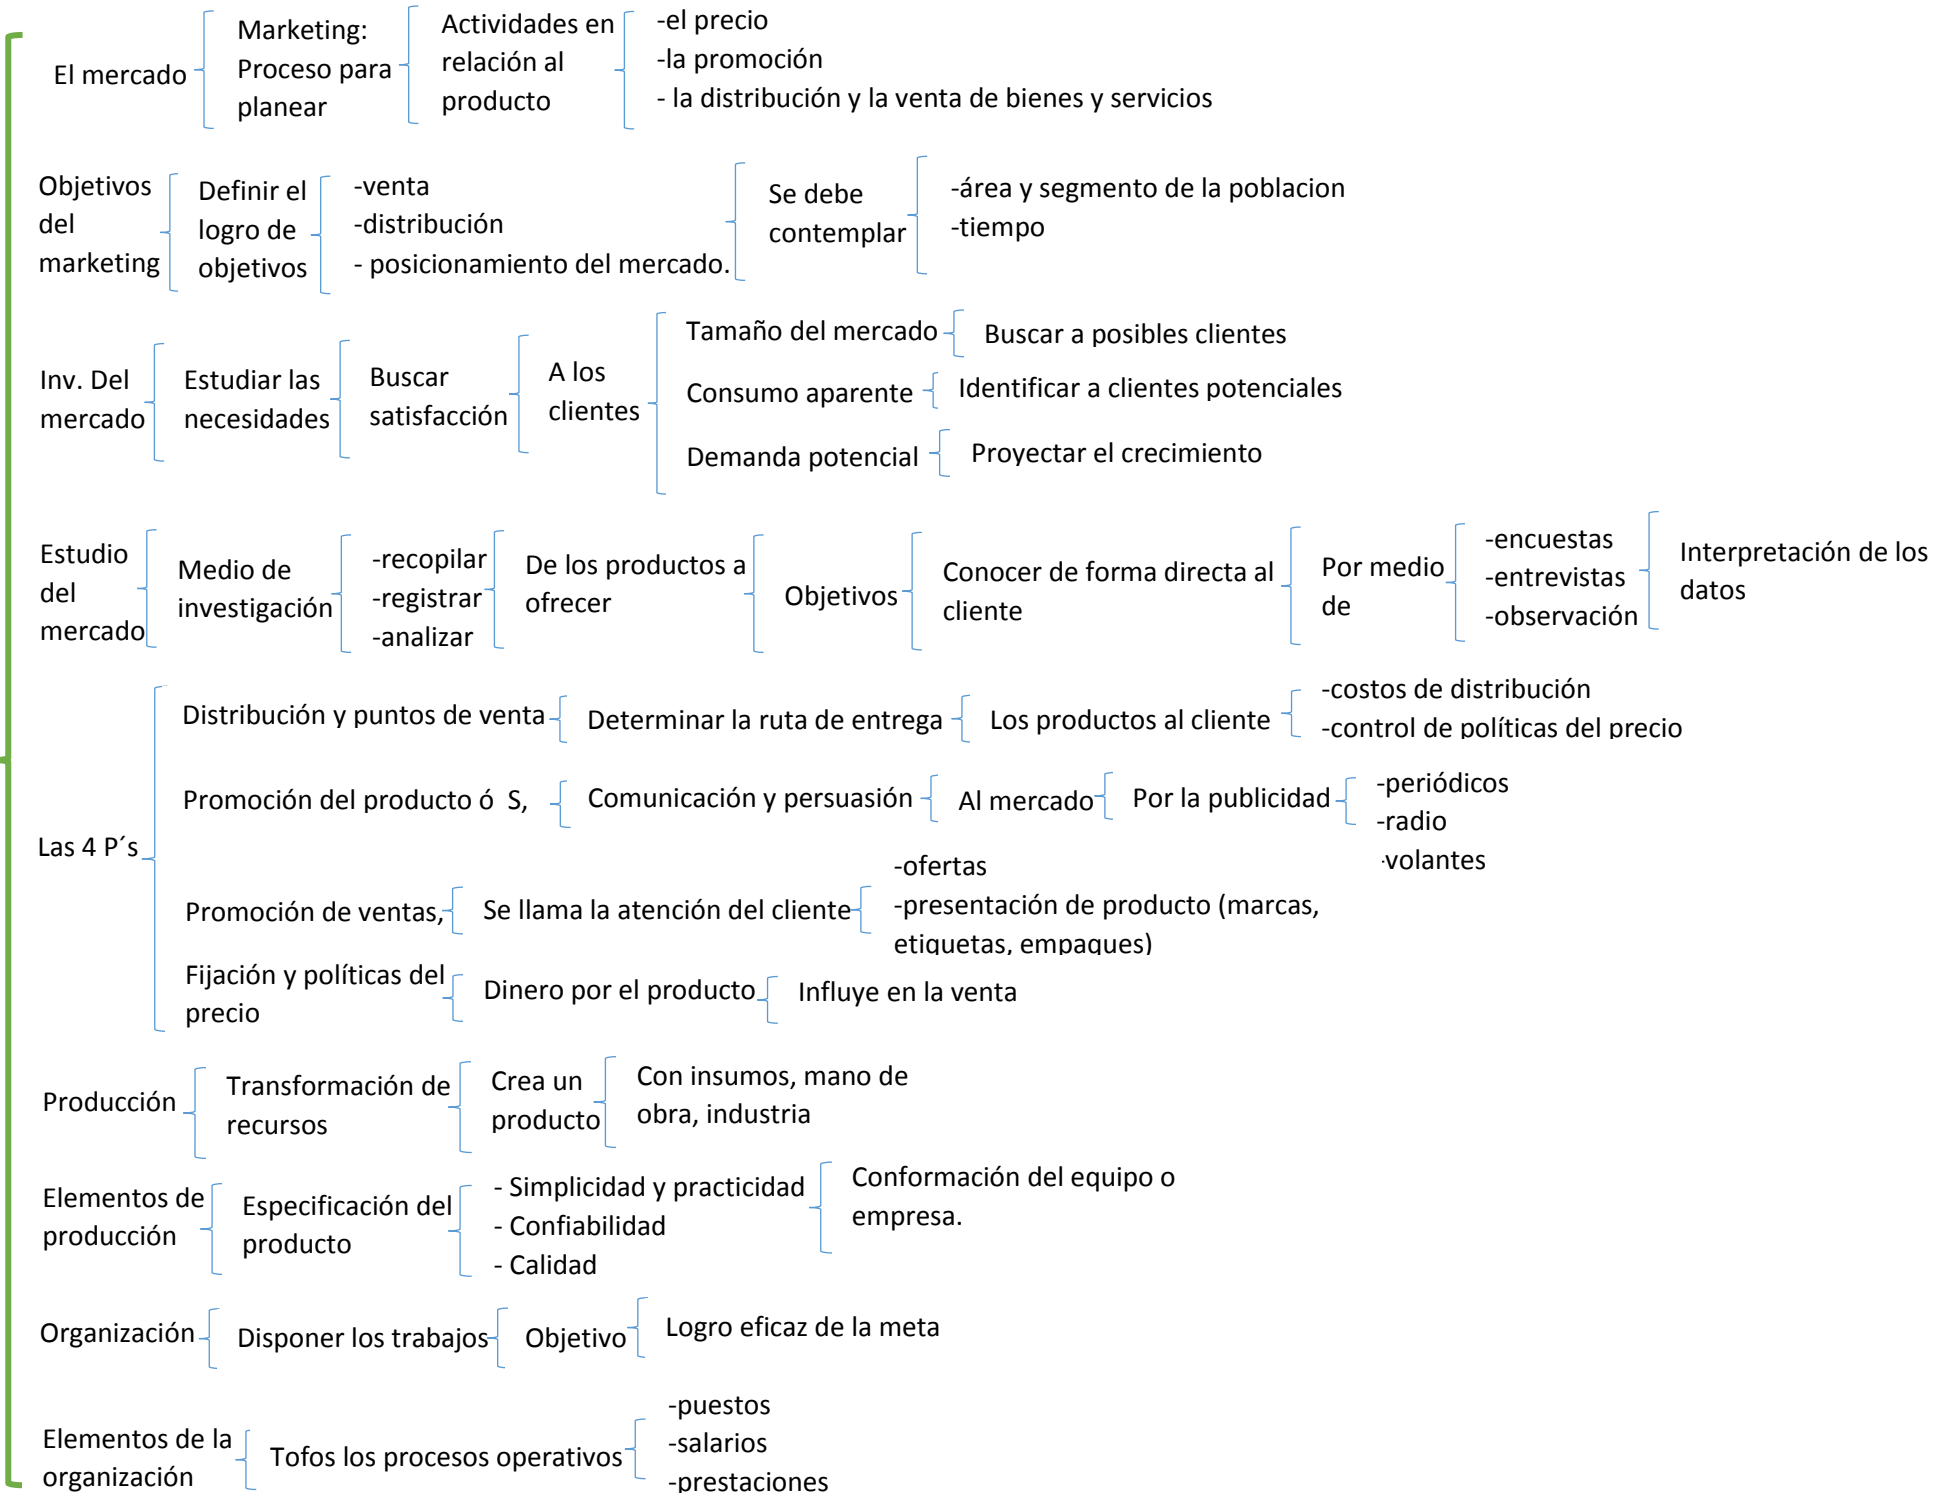 El mercado
Marketing:
Proceso para
planear
Actividades en
relación al
producto
-el precio
-la promoción
- la distribución y la venta de bienes y servicios
Objetivos
del
marketing
Definir el
logro de
objetivos
-venta
-distribución
- posicionamiento del mercado.
Se debe
contemplar
-área y segmento de la poblacion
-tiempo
Inv. Del
mercado
Estudiar las
necesidades
Buscar
satisfacción
A los
clientes
Tamaño del mercado
Buscar a posibles clientes
Consumo aparente
Identificar a clientes potenciales
Demanda potencial
Proyectar el crecimiento
Estudio
del
mercado
Medio de
investigación
-recopilar
-registrar
-analizar
De los productos a
ofrecer
Objetivos
Conocer de forma directa al
cliente
Por medio
de
-encuestas
-entrevistas
-observación
Interpretación de los
datos
Las 4 P´s
Distribución y puntos de venta
Determinar la ruta de entrega
Los productos al cliente
-costos de distribución
-control de políticas del precio
Promoción del producto ó S,
Comunicación y persuasión
Al mercado
Por la publicidad
-periódicos
-radio
-volantes
Promoción de ventas,
Se llama la atención del cliente
-ofertas
-presentación de producto (marcas,
etiquetas, empaques)
Fijación y políticas del
precio
Dinero por el producto
Influye en la venta
Producción
Transformación de
recursos
Crea un
producto
Con insumos, mano de
obra, industria
Elementos de
producción
Especificación del
producto
- Simplicidad y practicidad
- Confiabilidad
- Calidad
Conformación del equipo o
empresa.
Organización
Disponer los trabajos
Objetivo
Logro eficaz de la meta
Elementos de la
organización
Tofos los procesos operativos
-puestos
-salarios
-prestaciones